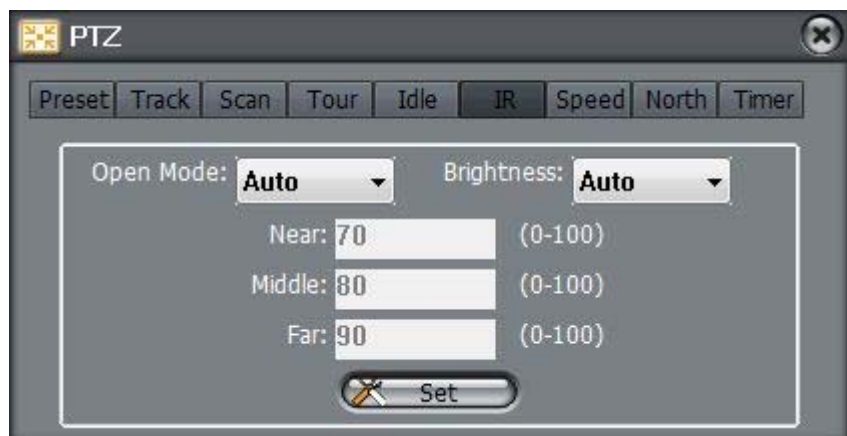 PTZ
Preset Track Scan Tour Idle IR Speed North Timer
Open Mode: Auto Brightness: Auto
Near: 70 (0-100)
Middle: 80 (0-100)
Far: 90 (0-100)
Set